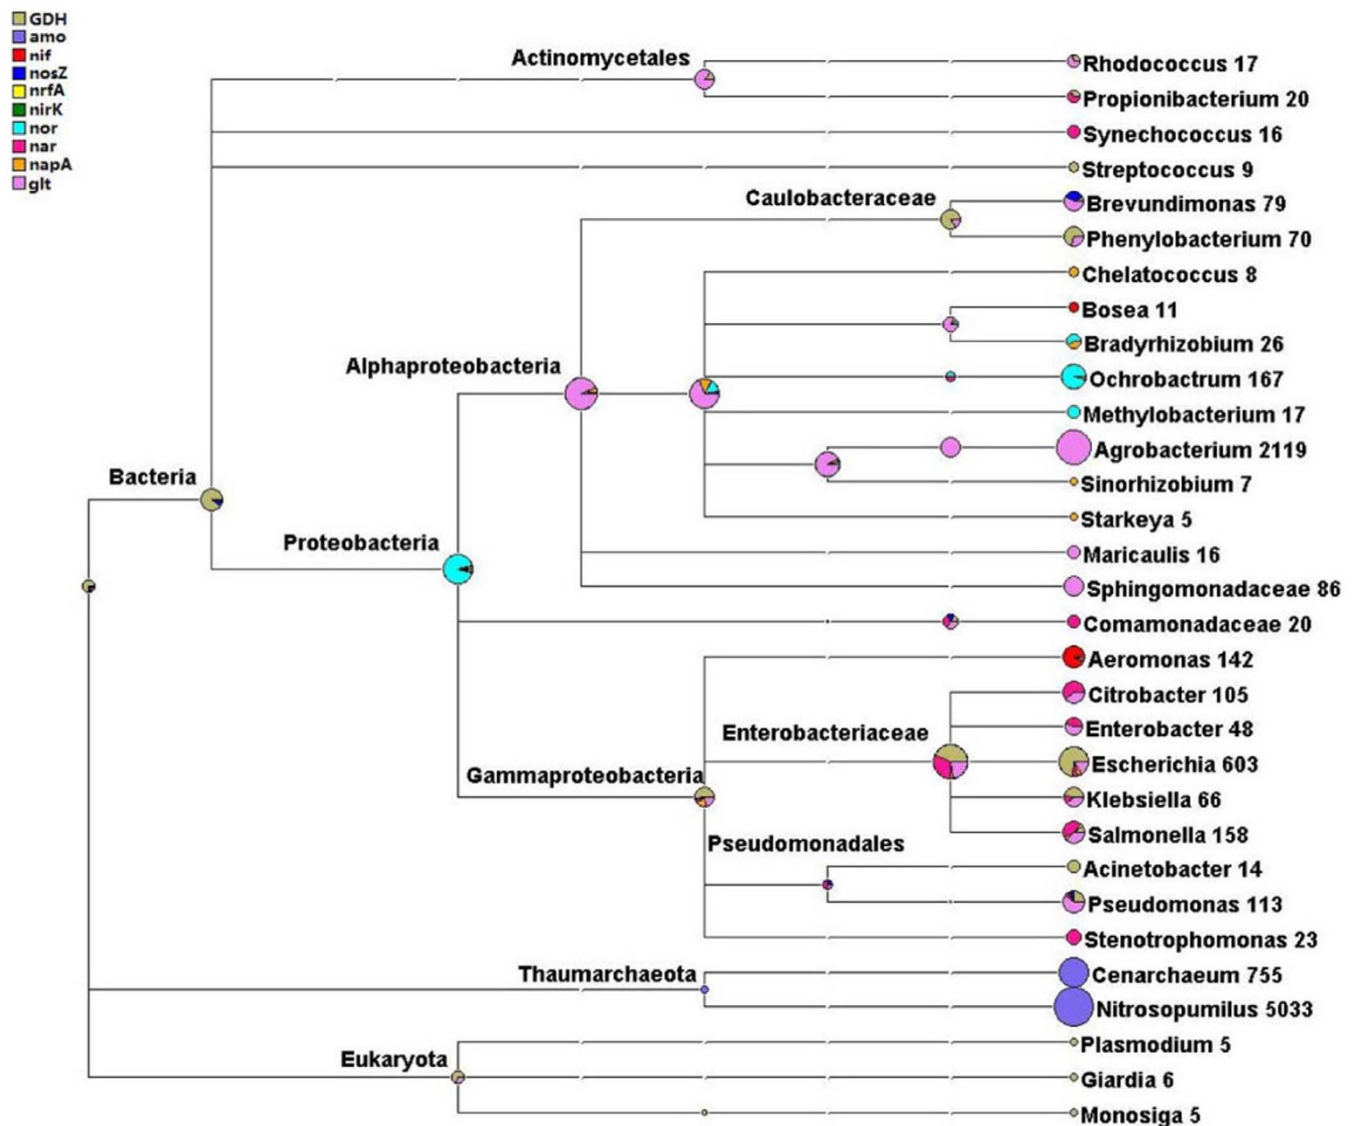 GDH
amo
nif
nosZ
nrfA
nirK
nor
nar
napA
glt
Actinomycetales
Rhodococcus 17
Propionibacterium 20
Synechococcus 16
Streptococcus 9
Caulobacteraceae
Brevundimonas 79
Phenylobacterium 70
Chelatococcus 8
Bosea 11
Bradyrhizobium 26
Alphaproteobacteria
Ochrobactrum 167
Methylobacterium 17
Agrobacterium 2119
Bacteria
Sinorhizobium 7
Starkeya 5
Proteobacteria
Maricaulis 16
Sphingomonadaceae 86
Comamonadaceae 20
Aeromonas 142
Citrobacter 105
Enterobacter 48
Enterobacteriaceae
Escherichia 603
Gammaproteobacteria
Klebsiella 66
Salmonella 158
Pseudomonadales
Acinetobacter 14
Pseudomonas 113
Stenotrophomonas 23
Thaumarchaeota
Cenarchaeum 755
Nitrosopumilus 5033
Plasmodium 5
Eukaryota
Giardia 6
Monosiga 5